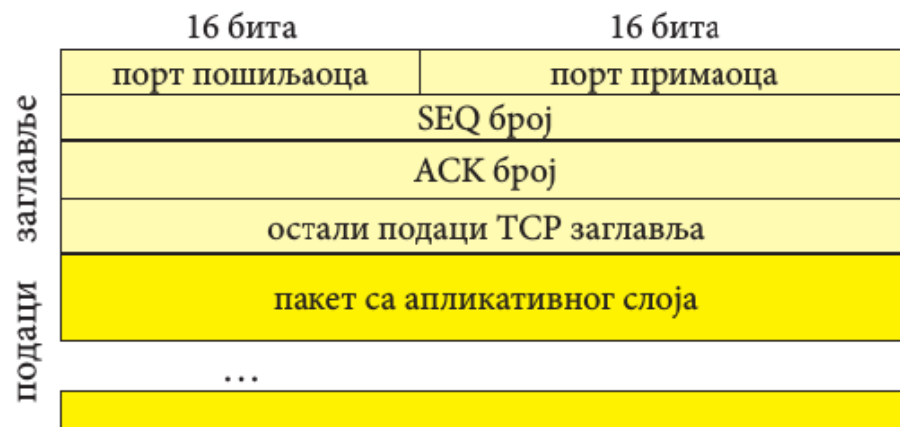 16 бита 16 бита
порт пошиљаоца порт примаоца
SEQ број
ACK број
остали подаци TCP заглавља
заглавље
пакет са апликативног слоја
подаци
...